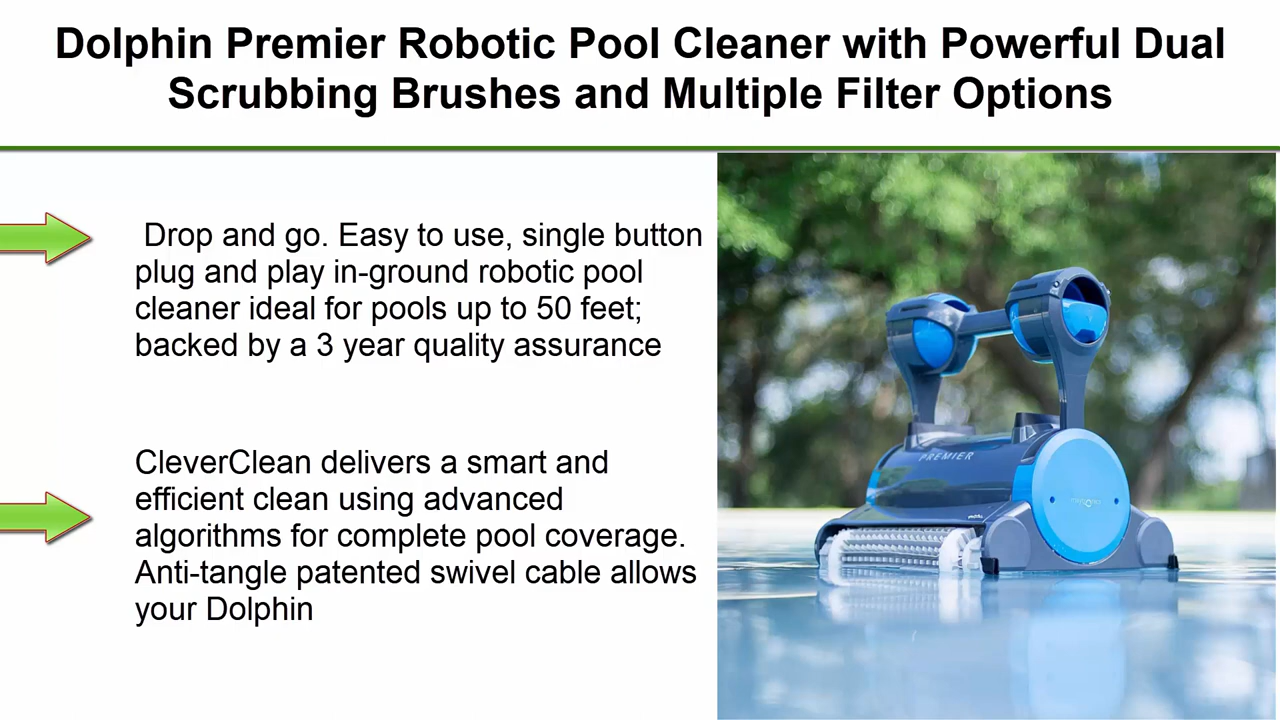 Dolphin Premier Robotic Pool Cleaner with Powerful Dual
Scrubbing Brushes and Multiple Filter Options
Drop and go. Easy to use, single button
plug and play in-ground robotic pool
cleaner ideal for pools up to 50 feet;
backed by a 3 year quality assurance
CleverClean delivers a smart and
efficient clean using advanced
algorithms for complete pool coverage.
Anti-tangle patented swivel cable allows
your Dolphin
PREMIER